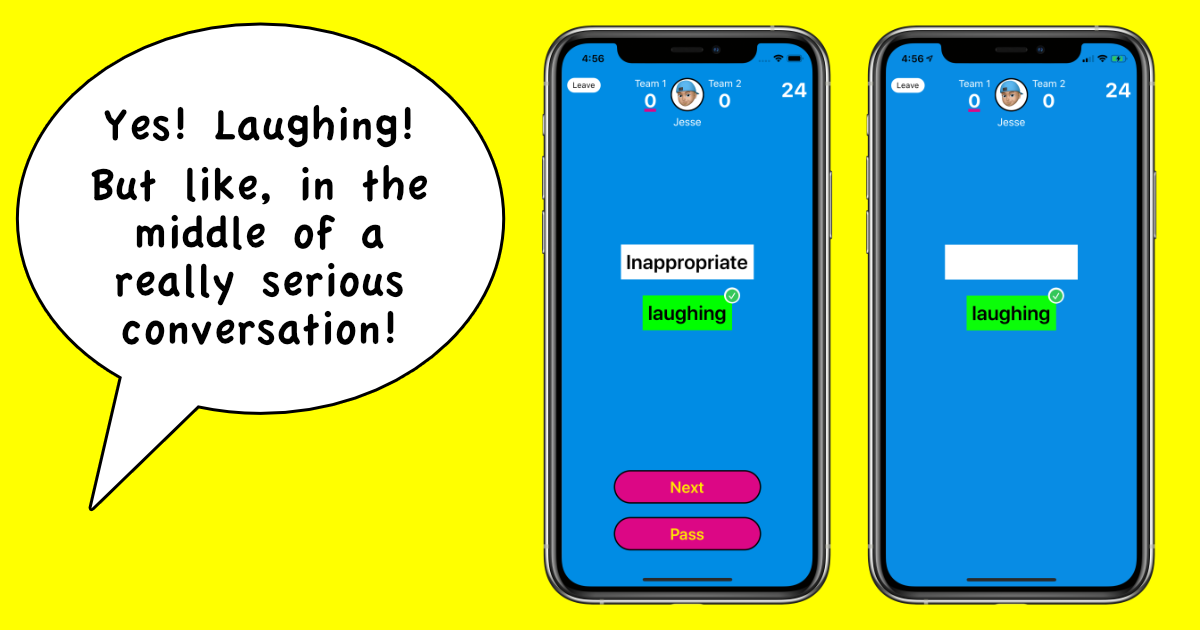 Yes! Laughing!
But like, in the
middle of a
really serious
conversation!
4:56
Leave
Team 1
Team 2
0
0
24
Jesse
Inappropriate
laughing
Next
Pass
4:56
Leave
Team 1
Team 2
0
0
24
Jesse
laughing